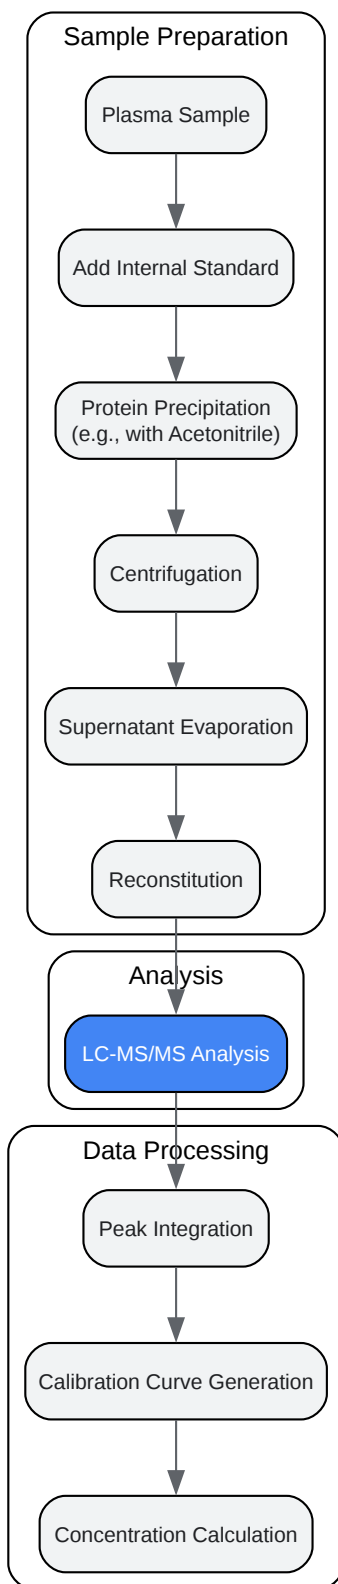 Sample Preparation
Plasma Sample
Add Internal Standard
Protein Precipitation
(e.g., with Acetonitrile)
Centrifugation
Supernatant Evaporation
Reconstitution
Analysis
LC-MS/MS Analysis
Data Processing
Peak Integration
Calibration Curve Generation
Concentration Calculation